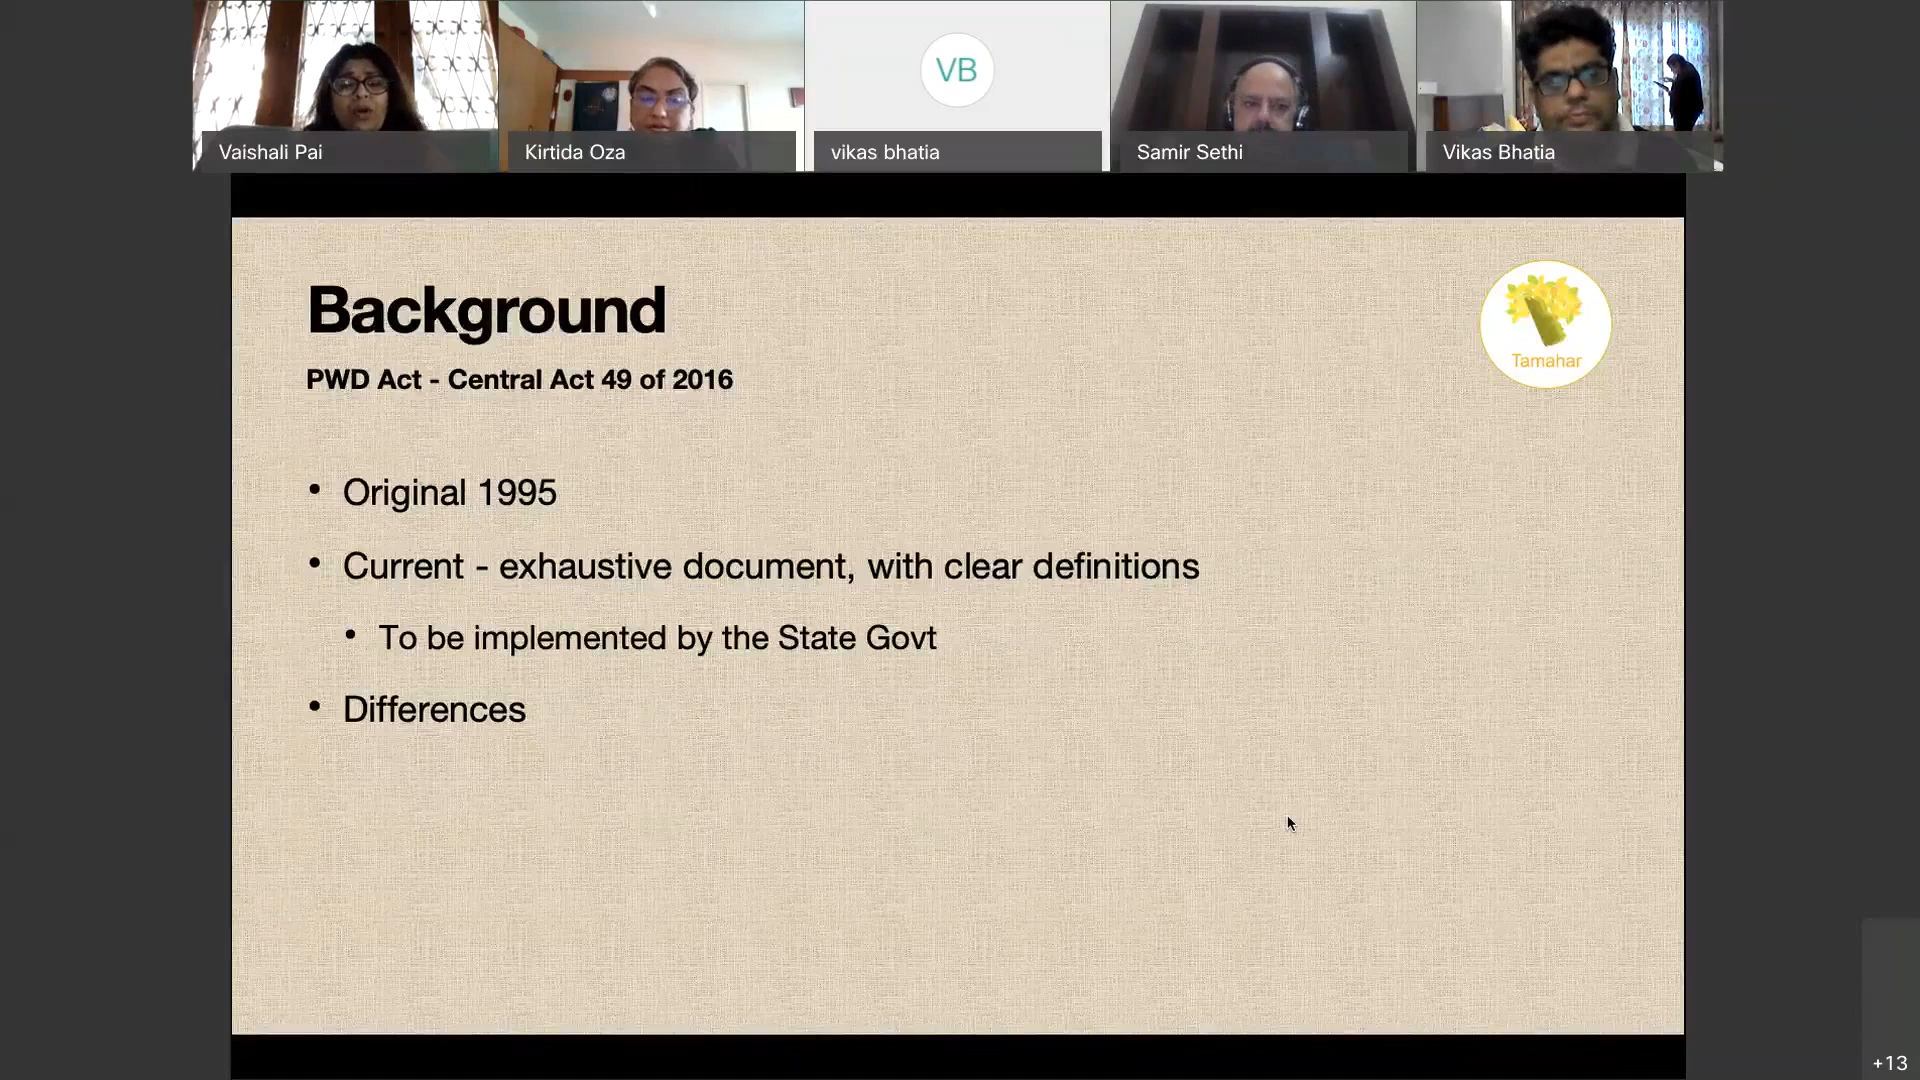 Vaishali Pai
Kirtida Oza
VB
vikas bhatia
Samir Sethi
Vikas Bhatia
Background
Tamahar
PWD Act - Central Act 49 of 2016
• Original 1995
• Current - exhaustive document, with clear definitions
• To be implemented by the State Govt
• Differences
+13